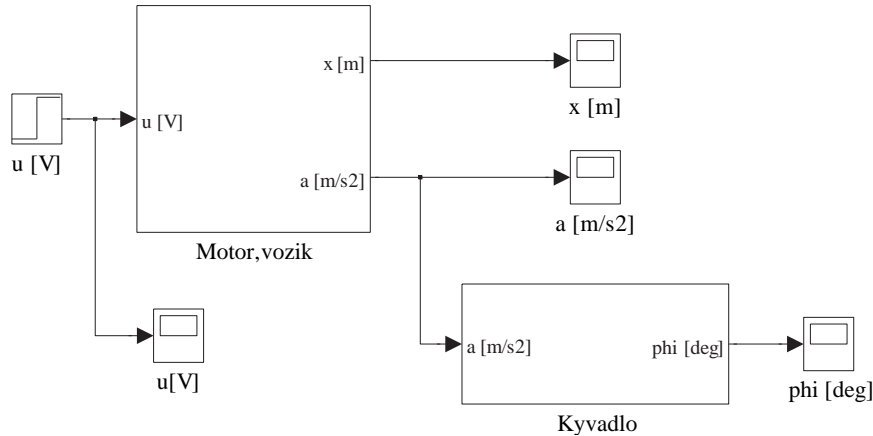 x [m]
x [m]
u [V]
u [V]
a [m/s2]
a [m/s2]
Motor,vozik
u[V]
a [m/s2]
phi [deg]
phi [deg]
Kyvadlo